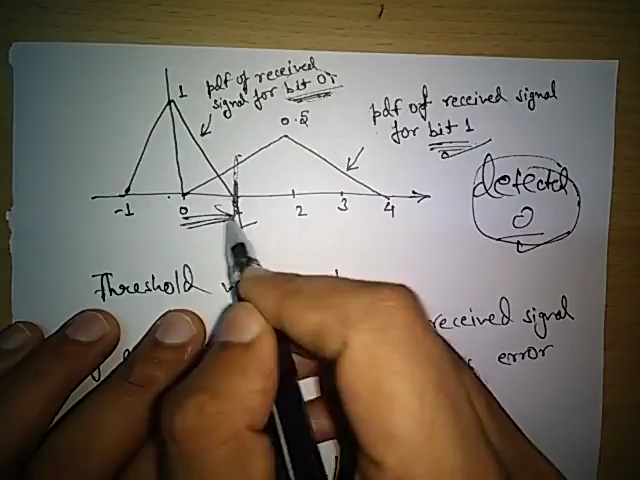 1
pdf of received
signal for bit 0
0.5
pdf of received signal
for bit 1
detected
0
-1 0 2 3 4
Threshold
received signal
error